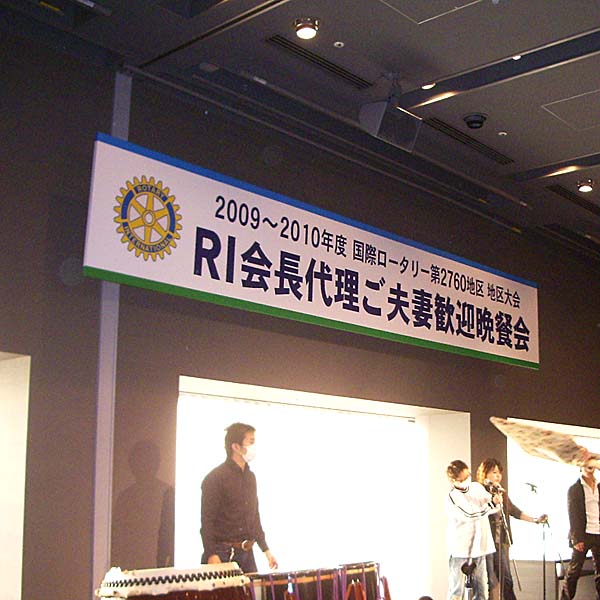 ROTARY
INTERNATIONAL
2009～2010年度 国際ロータリー第2760地区 地区大会
RI会長代理ご夫妻歓迎晩餐会